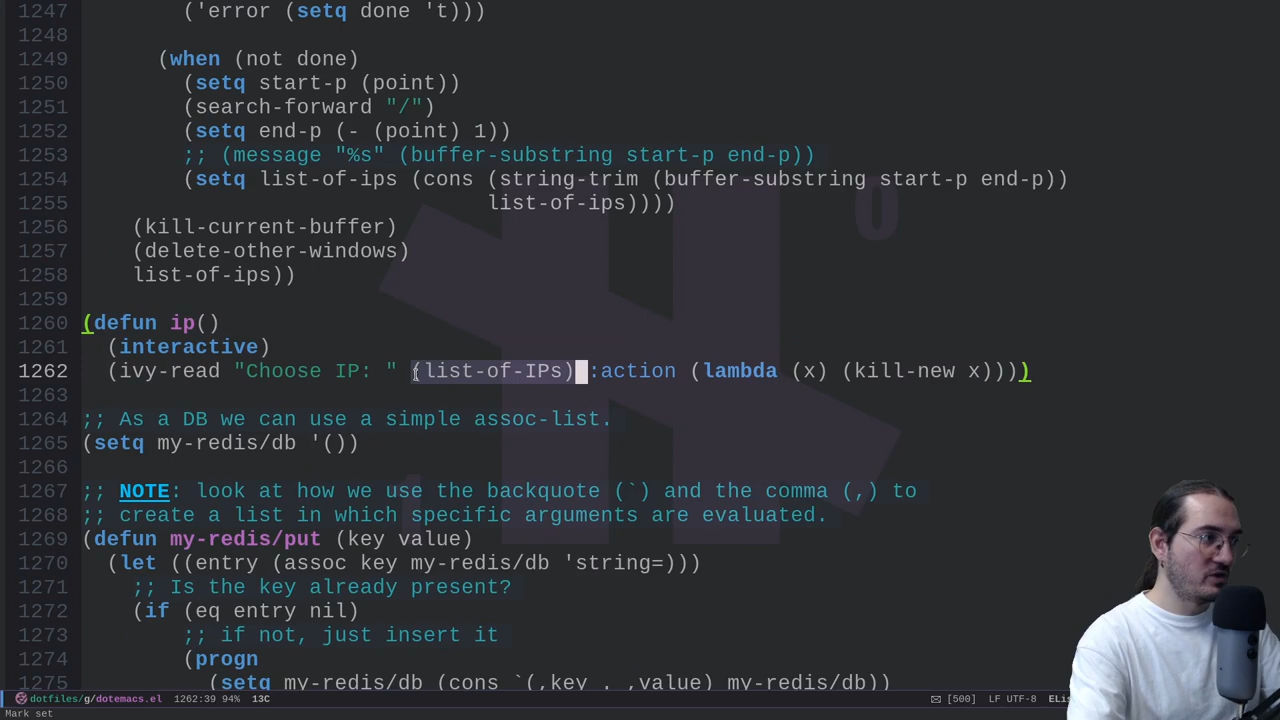 1247 ('error (setq done 't)))
1248
1249 (when (not done)
1250 (setq start-p (point))
1251 (search-forward "/")
1252 (setq end-p (- (point) 1))
1253 ;; (message "%s" (buffer-substring start-p end-p))
1254 (setq list-of-ips (cons (string-trim (buffer-substring start-p end-p))
1255 list-of-ips))))
1256 (kill-current-buffer)
1257 (delete-other-windows)
1258 list-of-ips))
1259
1260 (defun ip()
1261 (interactive)
1262 (ivy-read "Choose IP: " (list-of-IPs) :action (lambda (x) (kill-new x))))
1263
1264 ;; As a DB we can use a simple assoc-list.
1265 (setq my-redis/db '())
1266
1267 ;; NOTE: look at how we use the backquote (`) and the comma (,) to
1268 ;; create a list in which specific arguments are evaluated.
1269 (defun my-redis/put (key value)
1270 (let ((entry (assoc key my-redis/db 'string=)))
1271 ;; Is the key already present?
1272 (if (eq entry nil)
1273 ;; if not, just insert it
1274 (progn
1275 (setq my-redis/db (cons `(,key . ,value) my-redis/db))
dotfiles/g/dotemacs.el 1262:39 94% 13C [500] LF UTF-8
Mark set